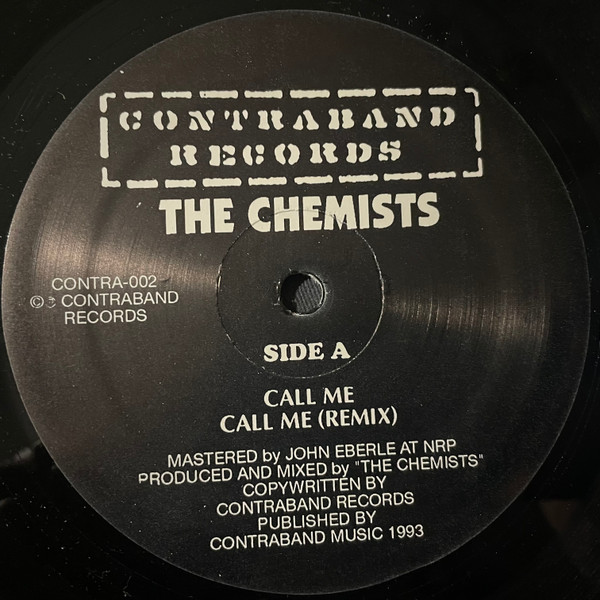 CONTRABAND
RECORDS
THE CHEMISTS
CONTRA-002
©℗ CONTRABAND
RECORDS
SIDE A
CALL ME
CALL ME (REMIX)
MASTERED by JOHN EBERLE AT NRP
PRODUCED AND MIXED by "THE CHEMISTS"
COPYWRITTEN BY
CONTRABAND RECORDS
PUBLISHED BY
CONTRABAND MUSIC 1993